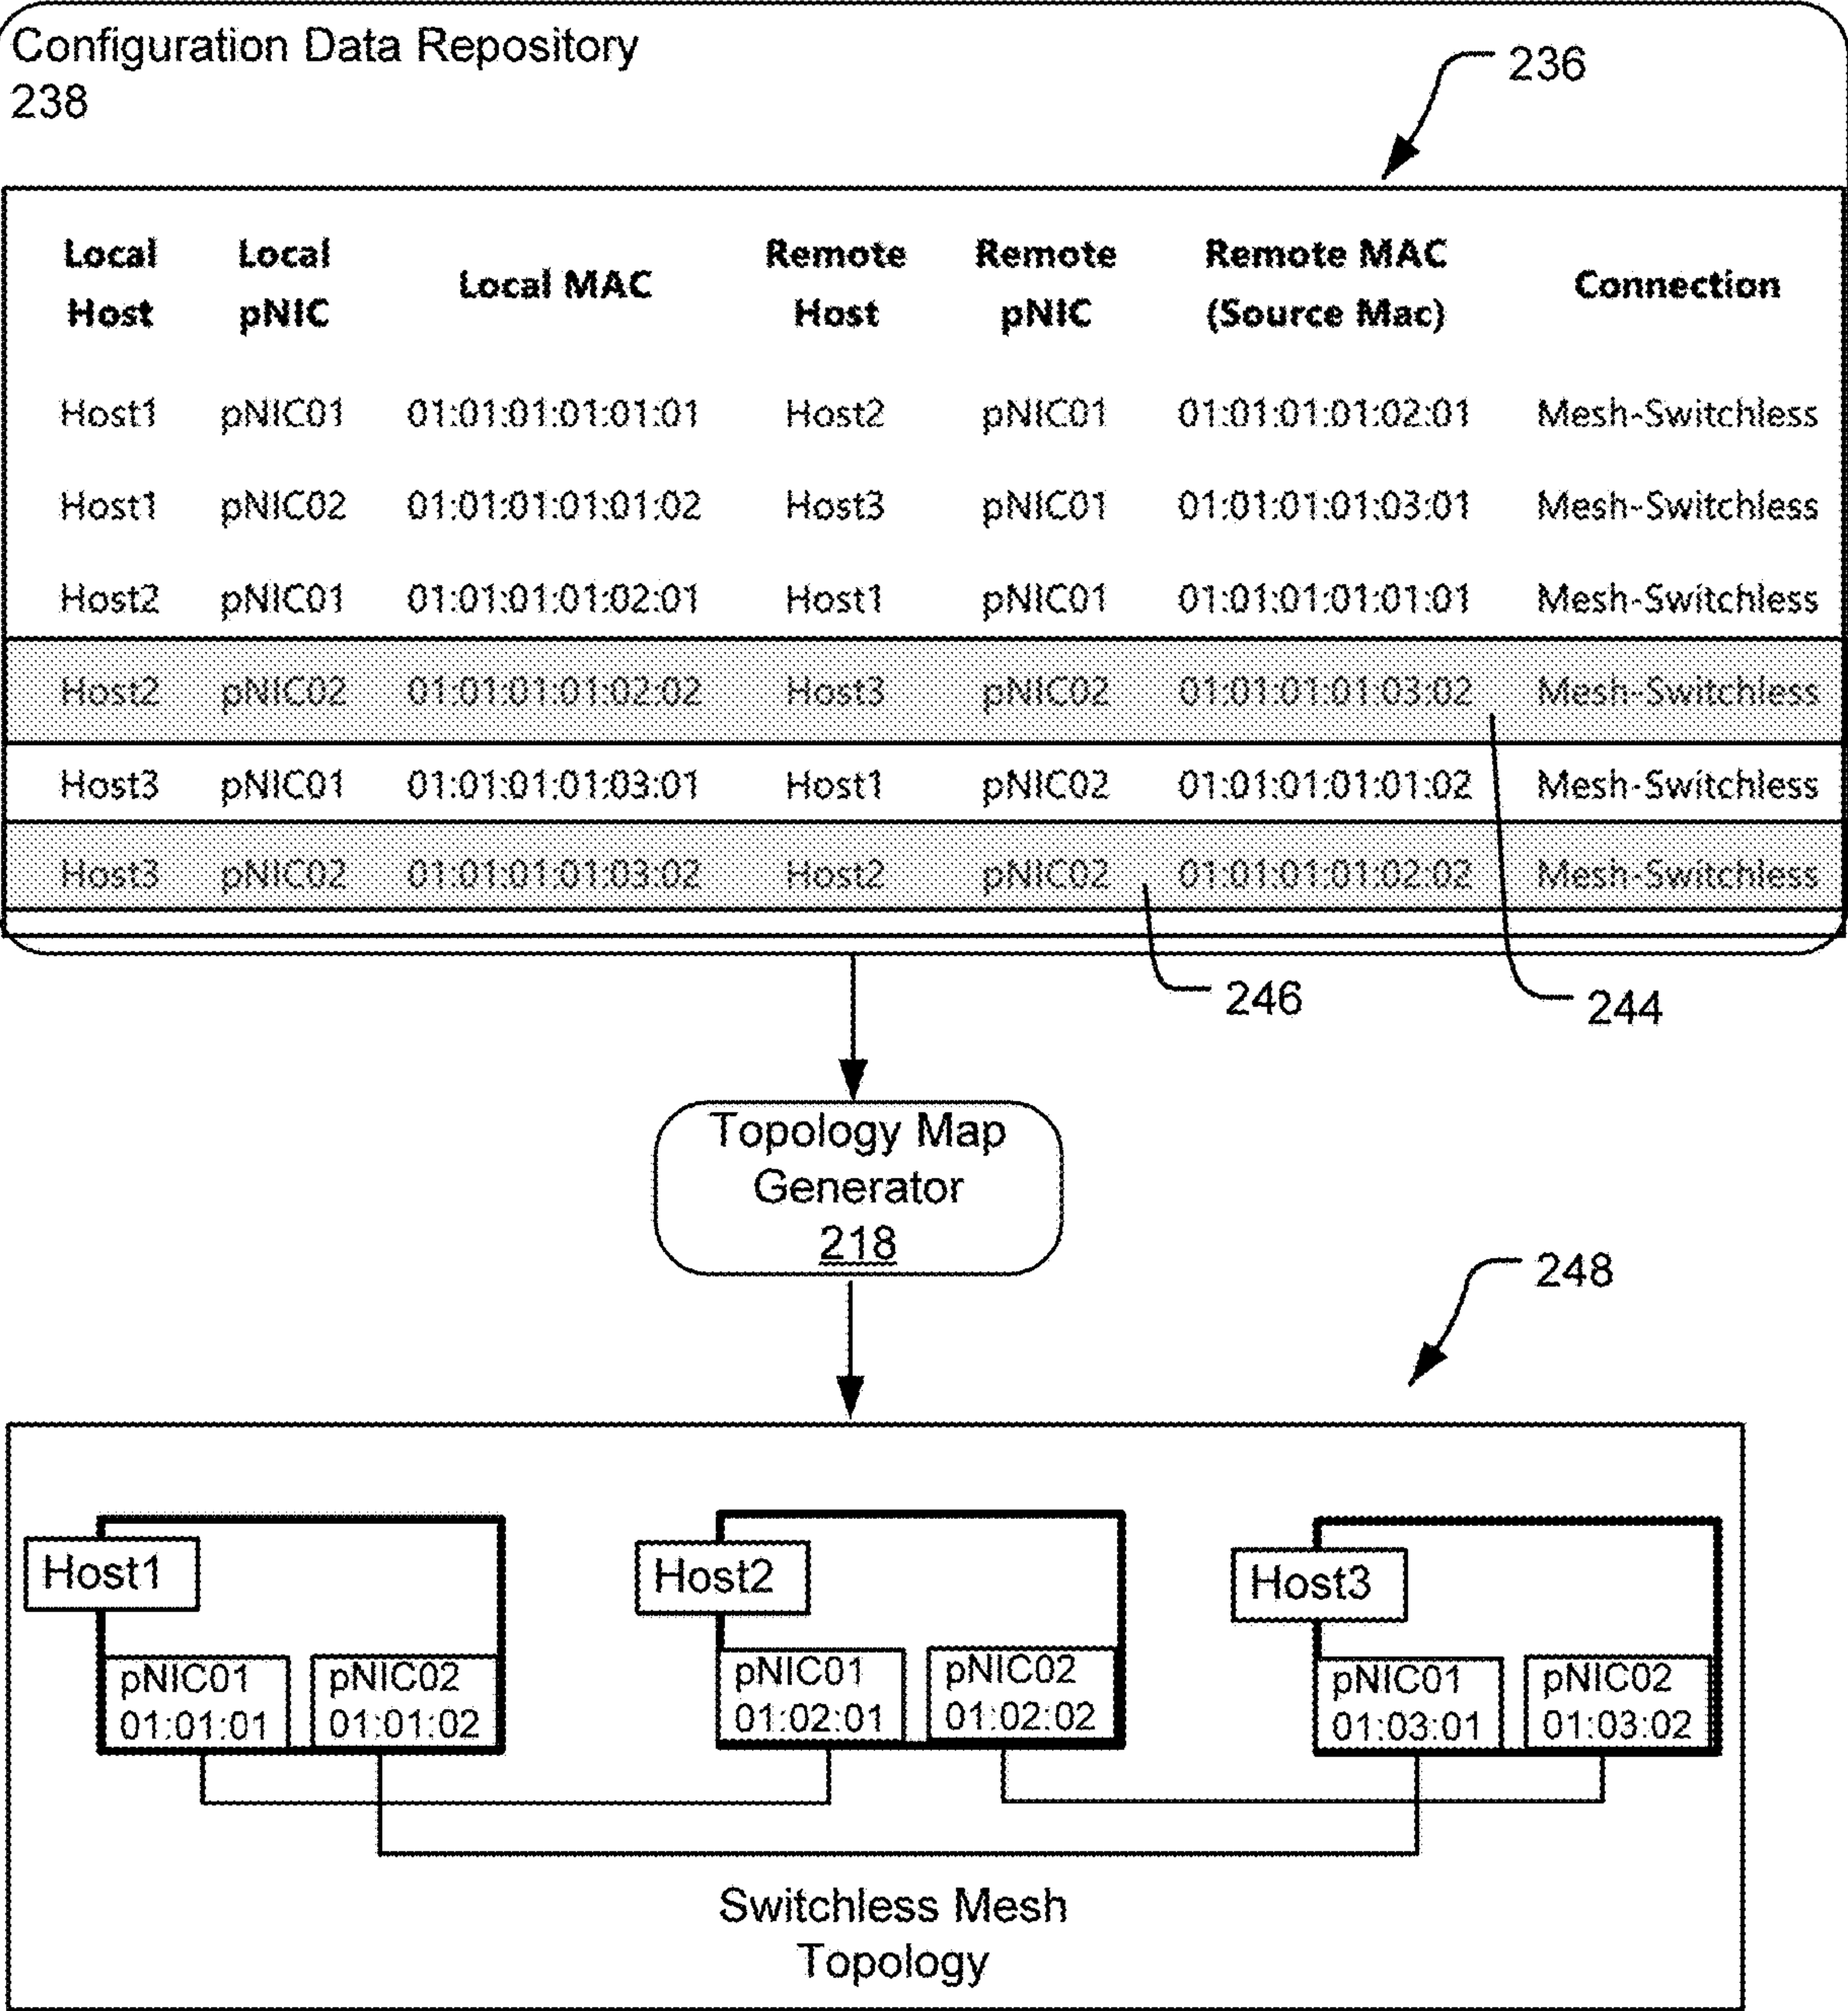 Configuration Data Repository
238
236
Local Host Local pNIC Local MAC Remote Host Remote pNIC Remote MAC (Source Mac) Connection
Host1 pNIC01 01:01:01:01:01:01 Host2 pNIC01 01:01:01:01:02:01 Mesh-Switchless
Host1 pNIC02 01:01:01:01:01:02 Host3 pNIC01 01:01:01:01:03:01 Mesh-Switchless
Host2 pNIC01 01:01:01:01:02:01 Host1 pNIC01 01:01:01:01:01:01 Mesh-Switchless
Host2 pNIC02 01:01:01:01:02:02 Host3 pNIC02 01:01:01:01:03:02 Mesh-Switchless
Host3 pNIC01 01:01:01:01:03:01 Host1 pNIC02 01:01:01:01:01:02 Mesh-Switchless
Host3 pNIC02 01:01:01:01:03:02 Host2 pNIC02 01:01:01:01:02:02 Mesh-Switchless
246
244
Topology Map
Generator
218
248
Host1
pNIC01
01:01:01
pNIC02
01:01:02
Host2
pNIC01
01:02:01
pNIC02
01:02:02
Host3
pNIC01
01:03:01
pNIC02
01:03:02
Switchless Mesh
Topology